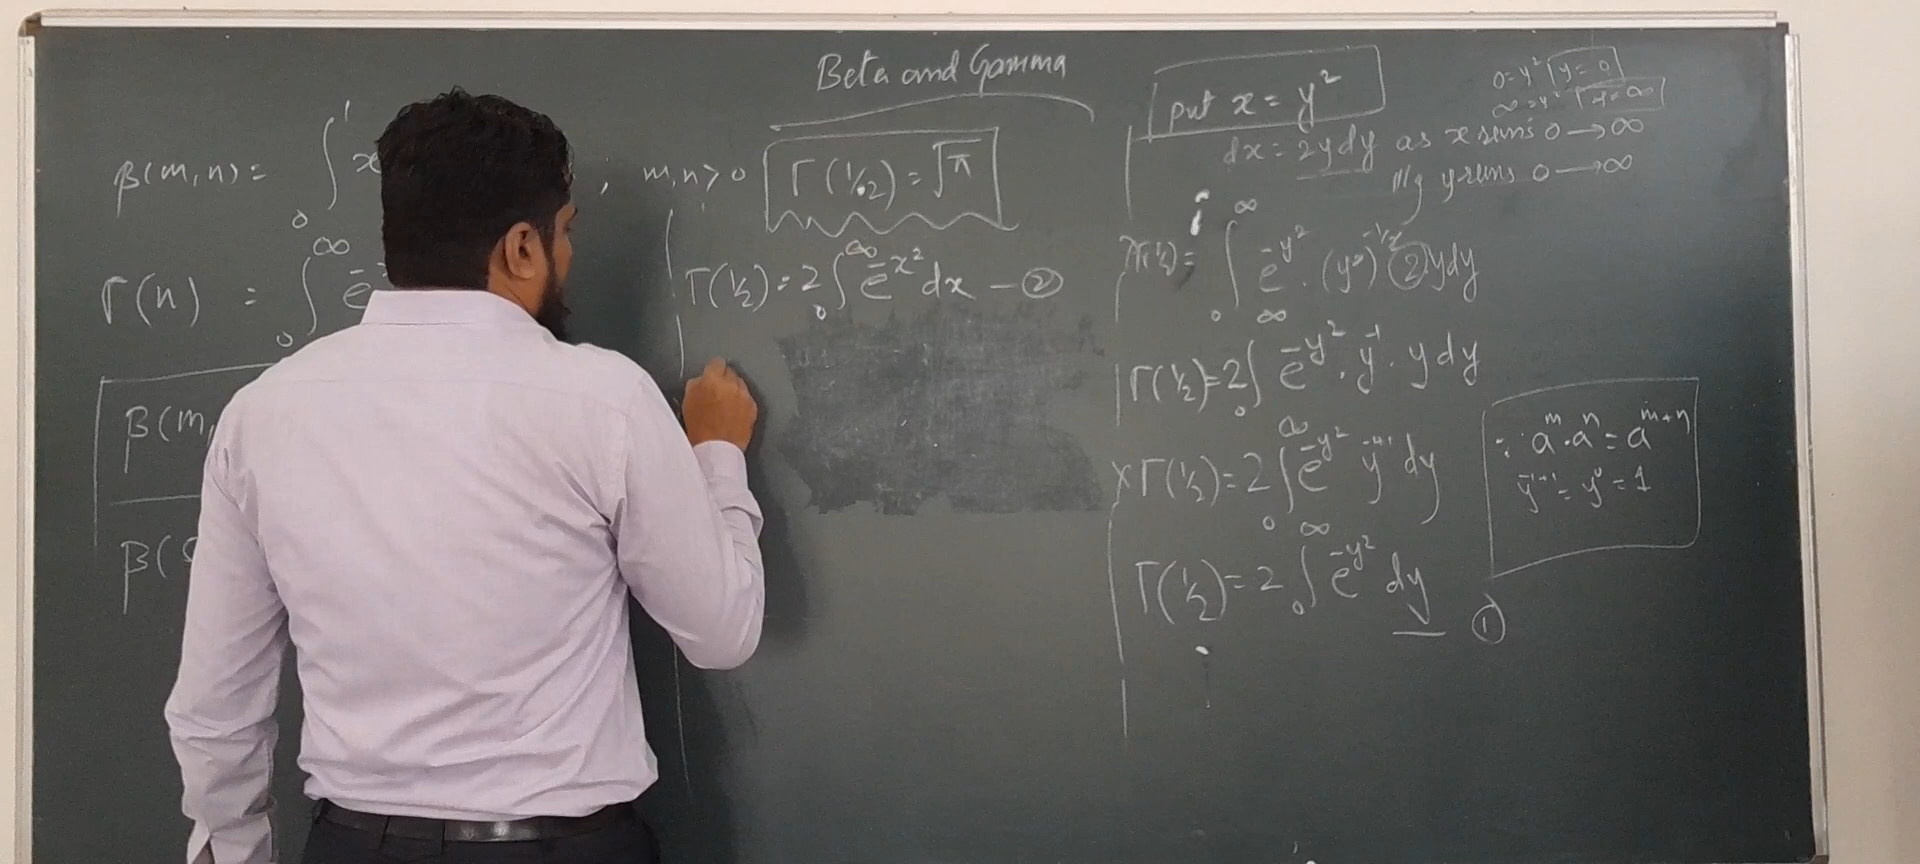 Beta and Gamma
β(m,n) = ∫₀¹ x
, m,n > 0
Γ(n) = ∫₀^∞ e⁻
β(m,
β(
Γ(1/2) = √π
Γ(1/2) = 2 ∫₀^∞ e^-x² dx — ②
put x = y²
0 = y² y = 0
∞ = y² y = ∞
dx = 2y dy as x runs 0 → ∞
lly y runs 0 → ∞
Γ(1/2) = ∫₀^∞ e^-y² . (y²)^-1/2 2 y dy
Γ(1/2) = 2 ∫₀^∞ e^-y² . y^-1 . y dy
Γ(1/2) = 2 ∫₀^∞ e^-y² y^-1+1 dy
Γ(1/2) = 2 ∫₀^∞ e^-y² dy ①
∵ a^m . a^n = a^m+n
y^-1+1 = y⁰ = 1